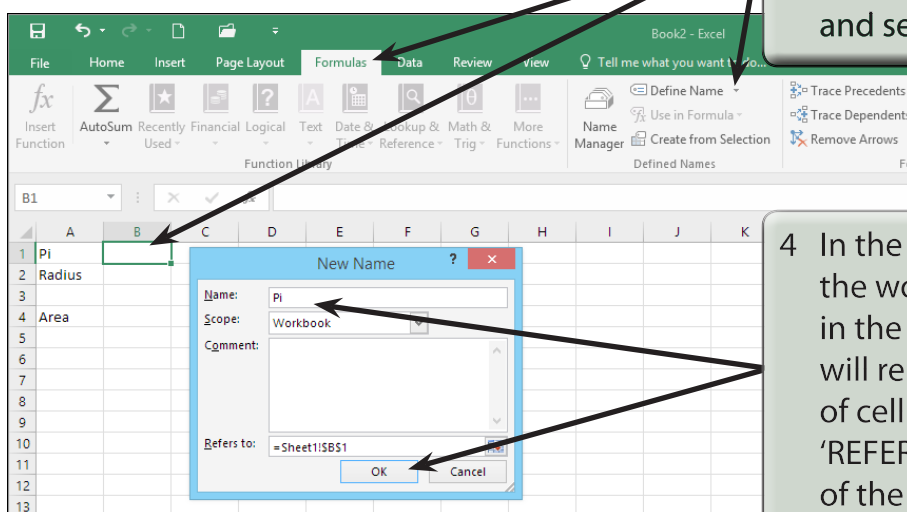 and se
Book2 - Excel
File Home Insert Page Layout Formulas Data Review View Tell me what you want to do...
fx Insert Function
AutoSum
Recently Used
Financial
Logical
Text
Date & Time
Lookup & Reference
Math & Trig
More Functions
Function Library
Name Manager
Define Name
Use in Formula
Create from Selection
Defined Names
Trace Precedents
Trace Dependents
Remove Arrows
B1 fx
A B C D E F G H I J K
1 Pi
2 Radius
3
4 Area
5
6
7
8
9
10
11
12
13
New Name ?
Name: Pi
Scope: Workbook
Comment:
Refers to: =Sheet1!$B$1
OK Cancel
4 In the
the wo
in the
will re
of cell
‘REFER
of the